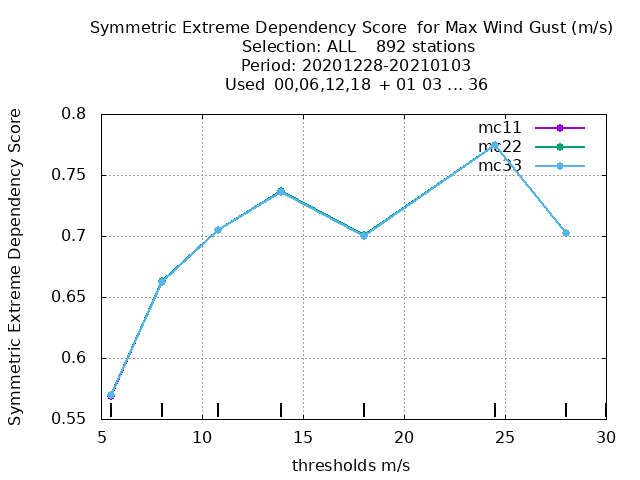 Symmetric Extreme Dependency Score  for Max Wind Gust (m/s)
Selection: ALL    892 stations
Period: 20201228-20210103
Used  00,06,12,18  + 01 03 ... 36
Symmetric Extreme Dependency Score
0.8
0.75
0.7
0.65
0.6
0.55
mc11
mc22
mc33
5 10 15 20 25 30
thresholds m/s